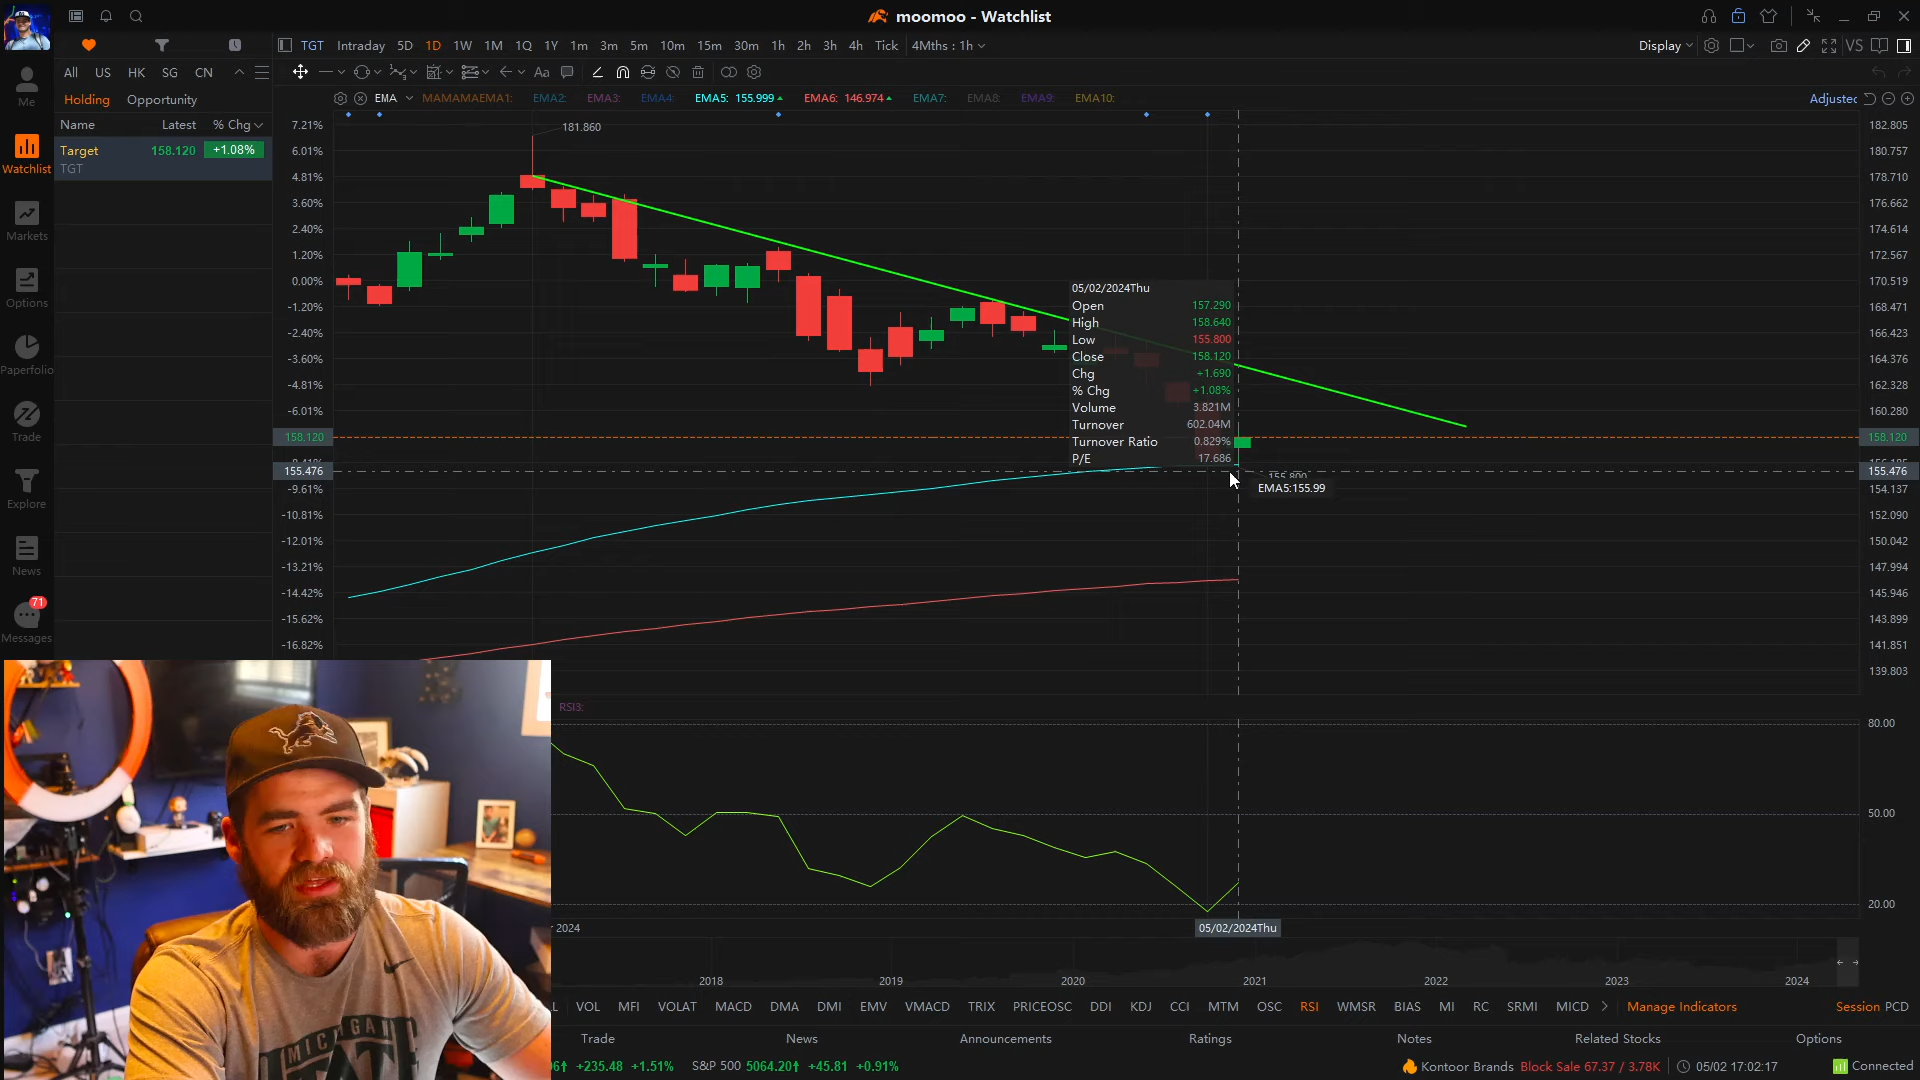 moomoo - Watchlist
TGT Intraday 5D 1D 1W 1M 1Q 1Y 1m 3m 5m 10m 15m 30m 1h 2h 3h 4h Tick 4Mths : 1h
Display VS
Me
All US HK SG CN
Aa
Holding Opportunity
EMA MAMAMAEMA1: EMA2: EMA3: EMA4: EMA5: 155.999 EMA6: 146.974 EMA7: EMA8: EMA9: EMA10:
Adjusted
Name Latest % Chg
Target 158.120 +1.08%
TGT
Watchlist
Markets
Options
Paperfolio
Trade
Explore
News
71
Messages
7.21%
6.01%
4.81%
3.60%
2.40%
1.20%
0.00%
-1.20%
-2.40%
-3.60%
-4.81%
-6.01%
158.120
155.476
-9.61%
-10.81%
-12.01%
-13.21%
-14.42%
-15.62%
-16.82%
181.860
05/02/2024Thu
Open 157.290
High 158.640
Low 155.800
Close 158.120
Chg +1.690
% Chg +1.08%
Volume 3.821M
Turnover 602.04M
Turnover Ratio 0.829%
P/E 17.686
155.800
EMA5:155.99
182.805
180.757
178.710
176.662
174.614
172.567
170.519
168.471
166.423
164.376
162.328
160.280
158.120
155.476
154.137
152.090
150.042
147.994
145.946
143.899
141.851
139.803
RSI3:
80.00
50.00
20.00
2024
05/02/2024Thu
2018 2019 2020 2021 2022 2023 2024
VOL MFI VOLAT MACD DMA DMI EMV VMACD TRIX PRICEOSC DDI KDJ CCI MTM OSC RSI WMSR BIAS MI RC SRMI MICD Manage Indicators Session PCD
Trade News Announcements Ratings Notes Related Stocks Options
+235.48 +1.51% S&P 500 5064.20 +45.81 +0.91%
Kontoor Brands Block Sale 67.37 / 3.78K 05/02 17:02:17 Connected
MICHIGAN